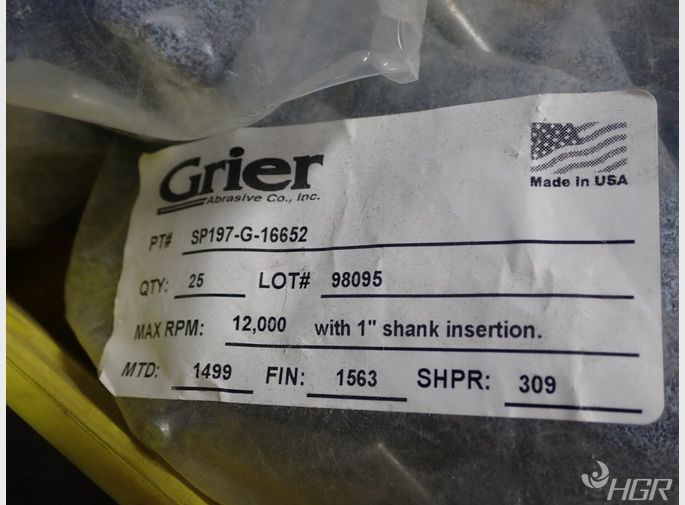 Grier
Abrasive Co., Inc.
Made in USA
PT# SP197-G-16652
QTY: 25 LOT# 98095
MAX RPM: 12,000 with 1" shank insertion.
MTD: 1499 FIN: 1563 SHPR: 309
HGR